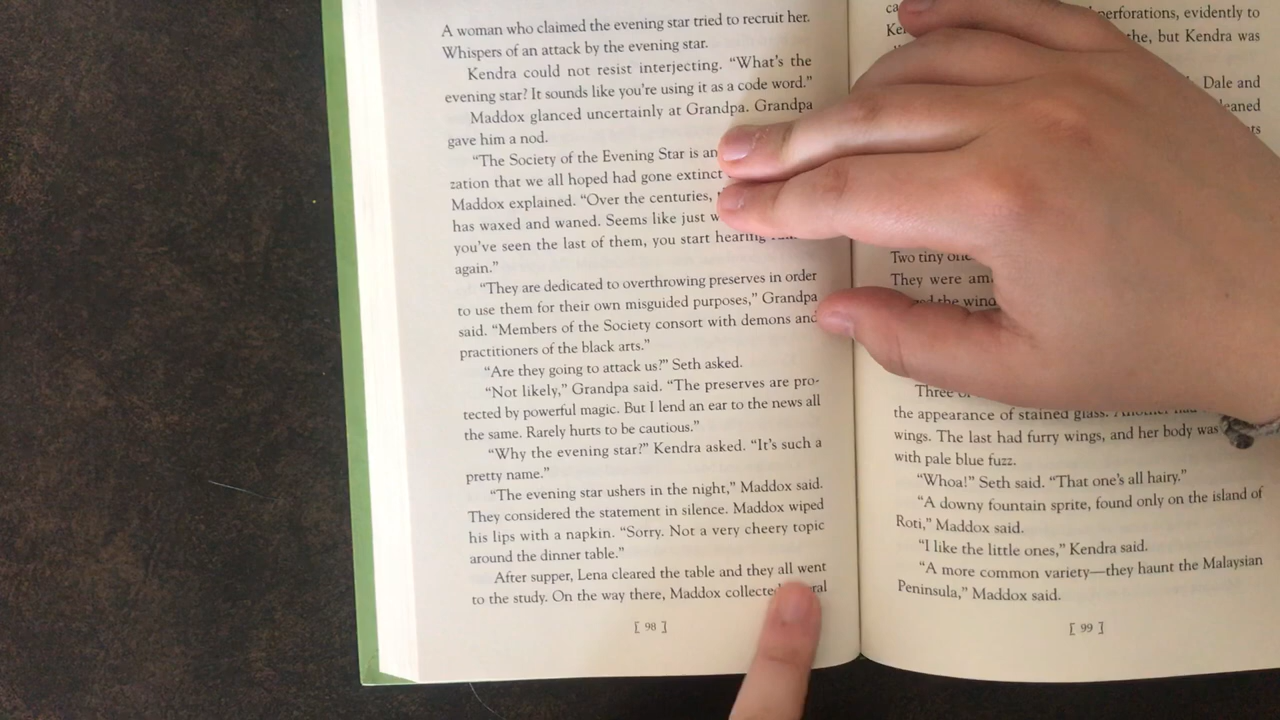 A woman who claimed the evening star tried to recruit her.
Whispers of an attack by the evening star.
Kendra could not resist interjecting. “What’s the
evening star? It sounds like you’re using it as a code word.”
Maddox glanced uncertainly at Grandpa. Grandpa
gave him a nod.
“The Society of the Evening Star is an
zation that we all hoped had gone extinct
Maddox explained. “Over the centuries,
has waxed and waned. Seems like just
you’ve seen the last of them, you start hearing
again.”
“They are dedicated to overthrowing preserves in order
to use them for their own misguided purposes,” Grandpa
said. “Members of the Society consort with demons and
practitioners of the black arts.”
“Are they going to attack us?” Seth asked.
“Not likely,” Grandpa said. “The preserves are pro-
tected by powerful magic. But I lend an ear to the news all
the same. Rarely hurts to be cautious.”
“Why the evening star?” Kendra asked. “It’s such a
pretty name.”
“The evening star ushers in the night,” Maddox said.
They considered the statement in silence. Maddox wiped
his lips with a napkin. “Sorry. Not a very cheery topic
around the dinner table.”
After supper, Lena cleared the table and they all went
to the study. On the way there, Maddox
[ 98 ]
perforations, evidently to
but Kendra was
Dale and
Two tiny
They were
the
Three
the appearance of stained glass.
wings. The last had furry wings, and her body was
with pale blue fuzz.
“Whoa!” Seth said. “That one’s all hairy.”
“A downy fountain sprite, found only on the island of
Roti,” Maddox said.
“I like the little ones,” Kendra said.
“A more common variety—they haunt the Malaysian
Peninsula,” Maddox said.
[ 99 ]